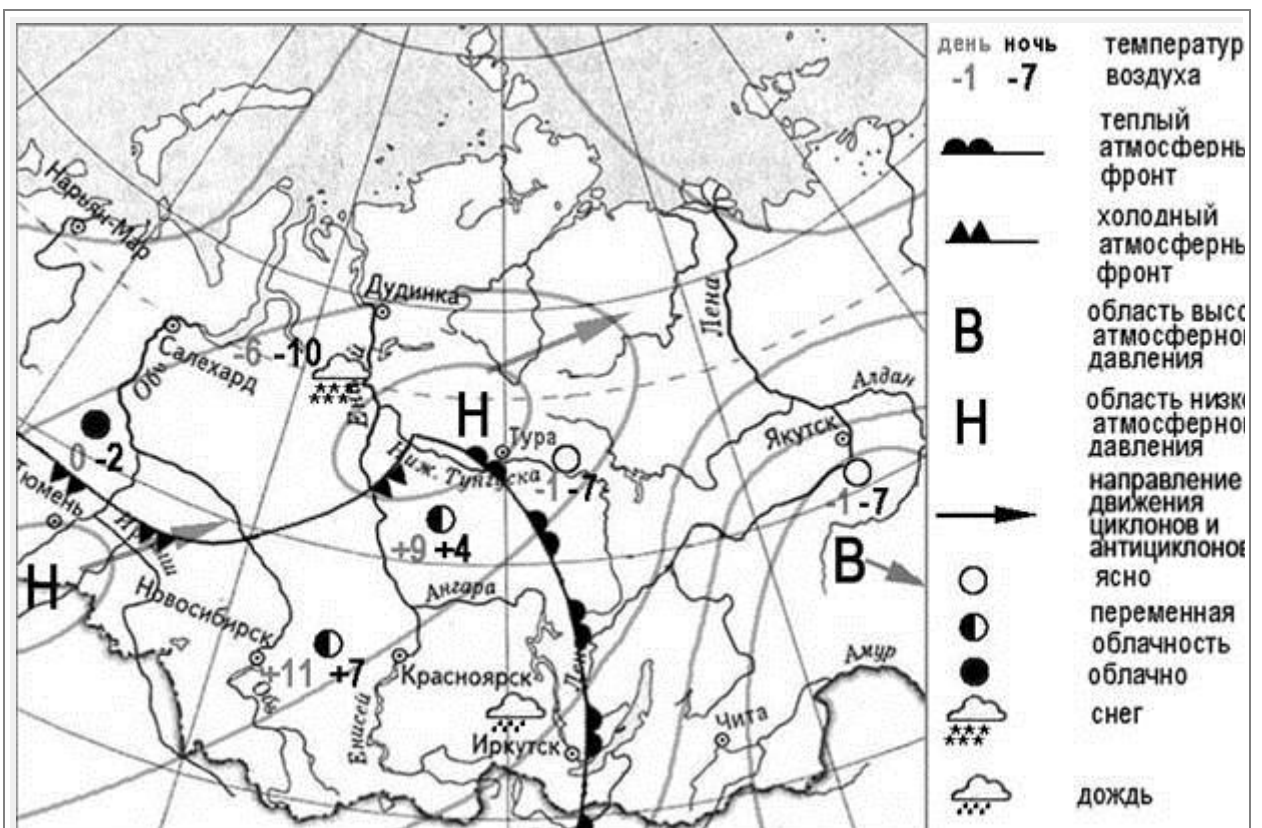 Нарьян-Мар
Дудинка
Лена
-6 -10
Салехард
Обь
Енисей
Алдан
Н
Тура
Якутск
0 -2
Ниж. Тунгуска
-1 -7
-1 -7
Тюмень
Иртыш
+9 +4
В
Н
Новосибирск
Ангара
Амур
+11 +7
Красноярск
Лена
Обь
Енисей
Чита
Иркутск
день ночь
-1 -7
температур
воздуха
теплый
атмосферны
фронт
холодный
атмосферны
фронт
В
область высо
атмосферно
давления
Н
область низк
атмосферно
давления
направление
движения
циклонов и
антициклонов
ясно
переменная
облачность
облачно
снег
дождь